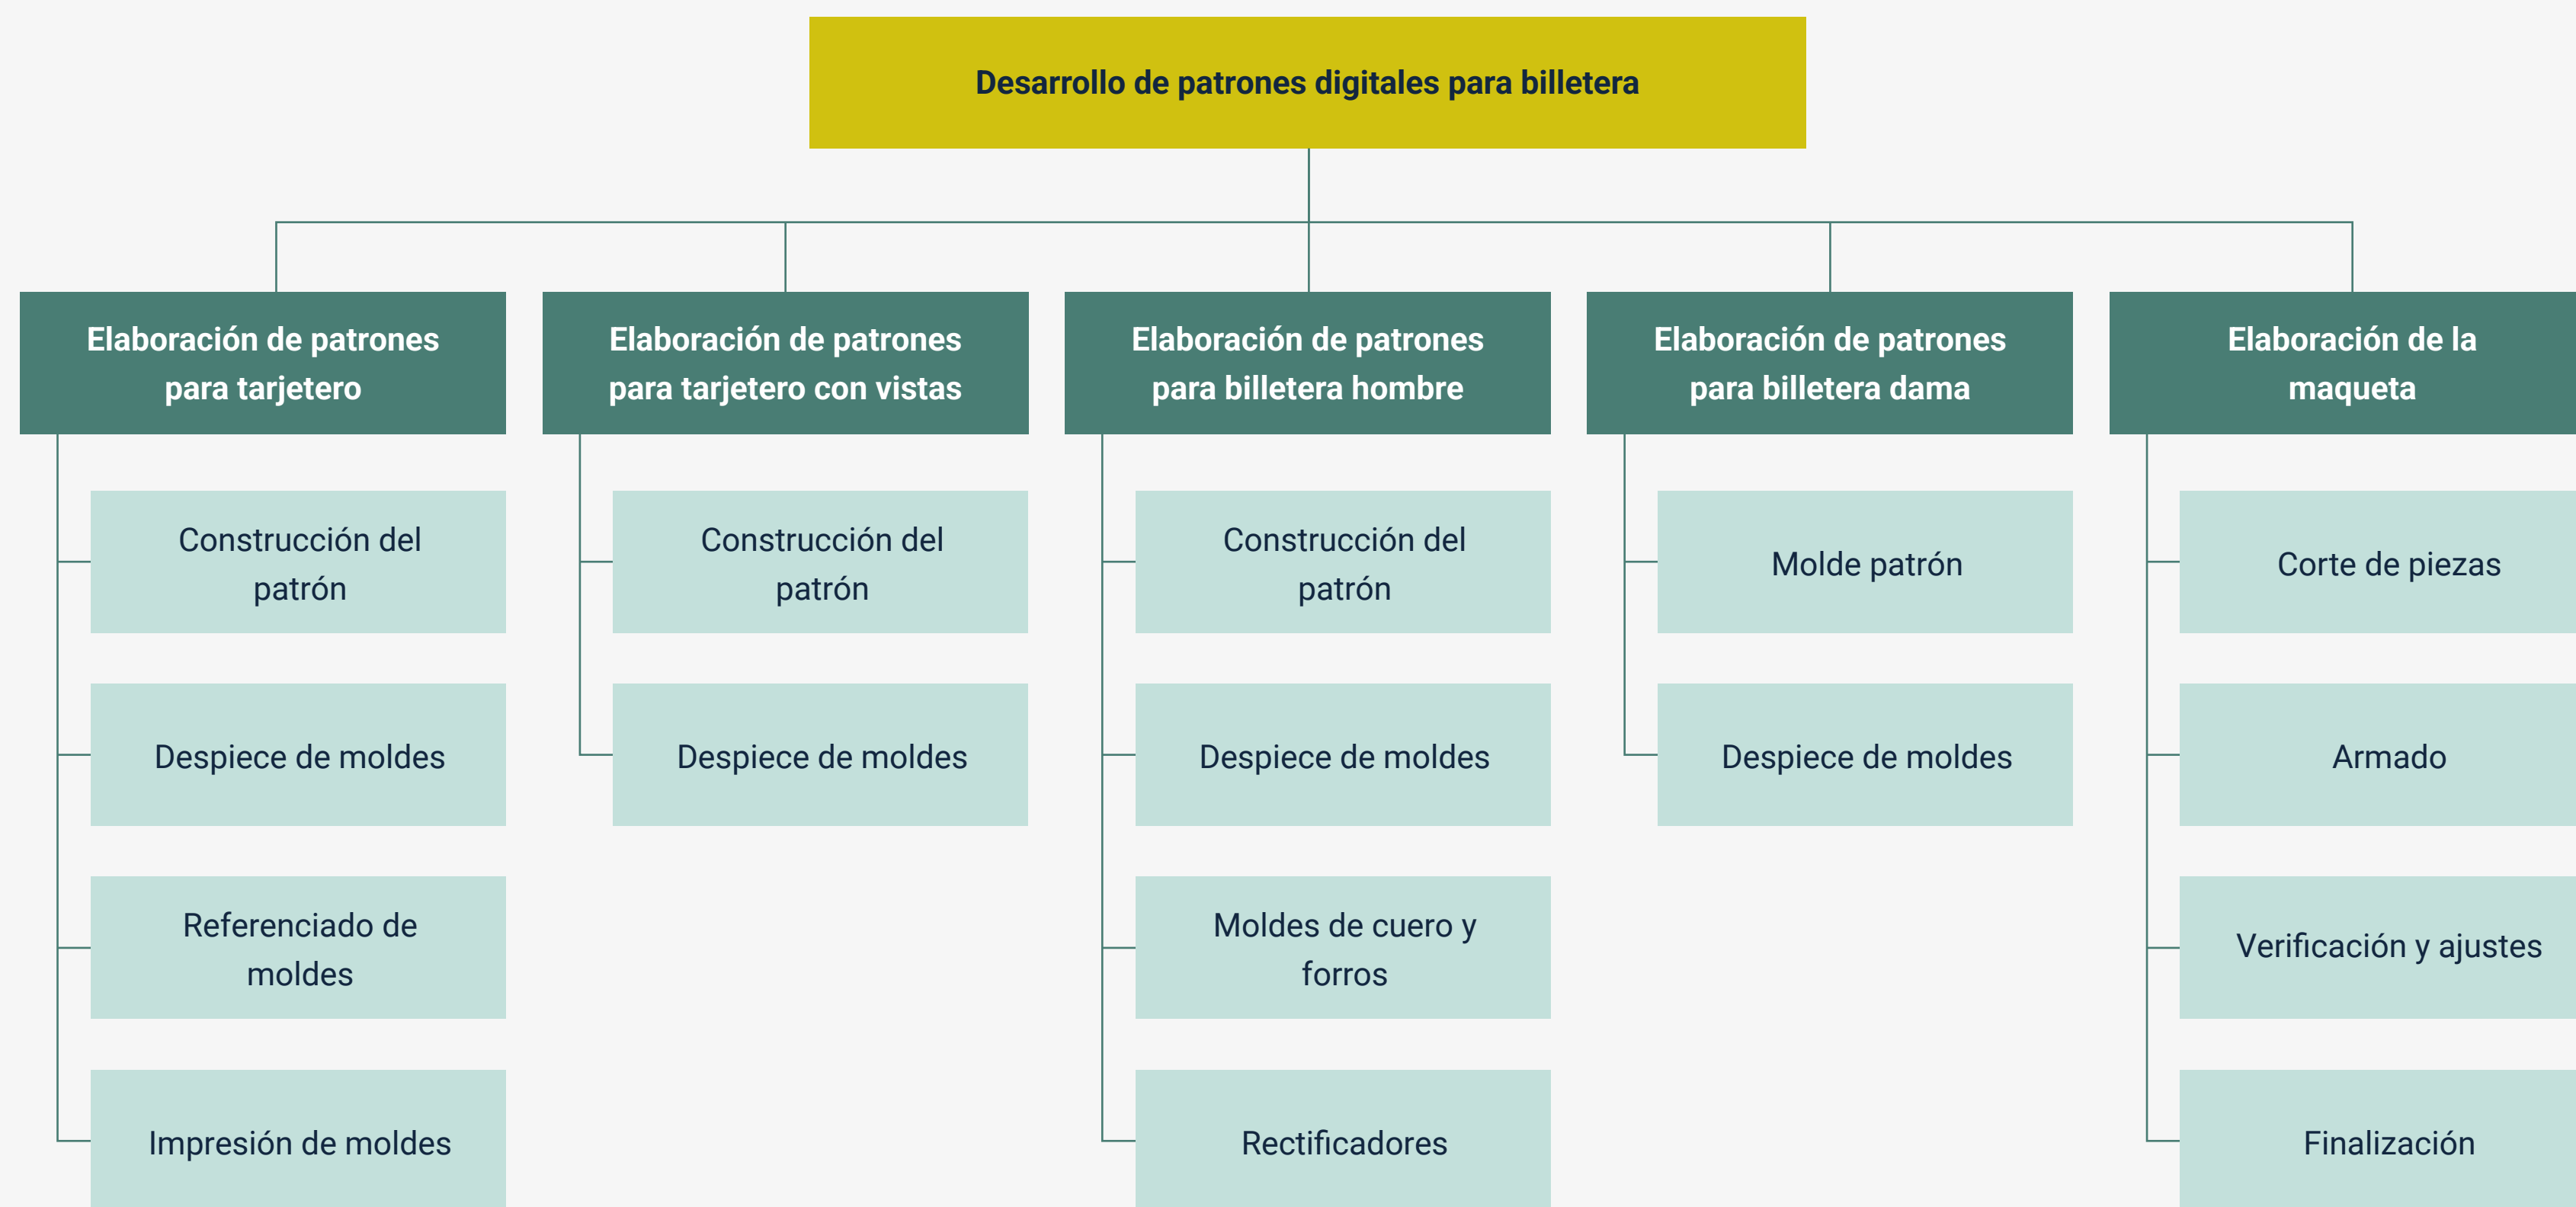 Desarrollo de patrones digitales para billetera
Elaboración de patrones
para tarjetero
Construcción del
patrón
Despiece de moldes
Referenciado de
moldes
Impresión de moldes
Elaboración de patrones
para tarjetero con vistas
Construcción del
patrón
Despiece de moldes
Elaboración de patrones
para billetera hombre
Construcción del
patrón
Despiece de moldes
Moldes de cuero y
forros
Rectificadores
Elaboración de patrones
para billetera dama
Molde patrón
Despiece de moldes
Elaboración de la
maqueta
Corte de piezas
Armado
Verificación y ajustes
Finalización